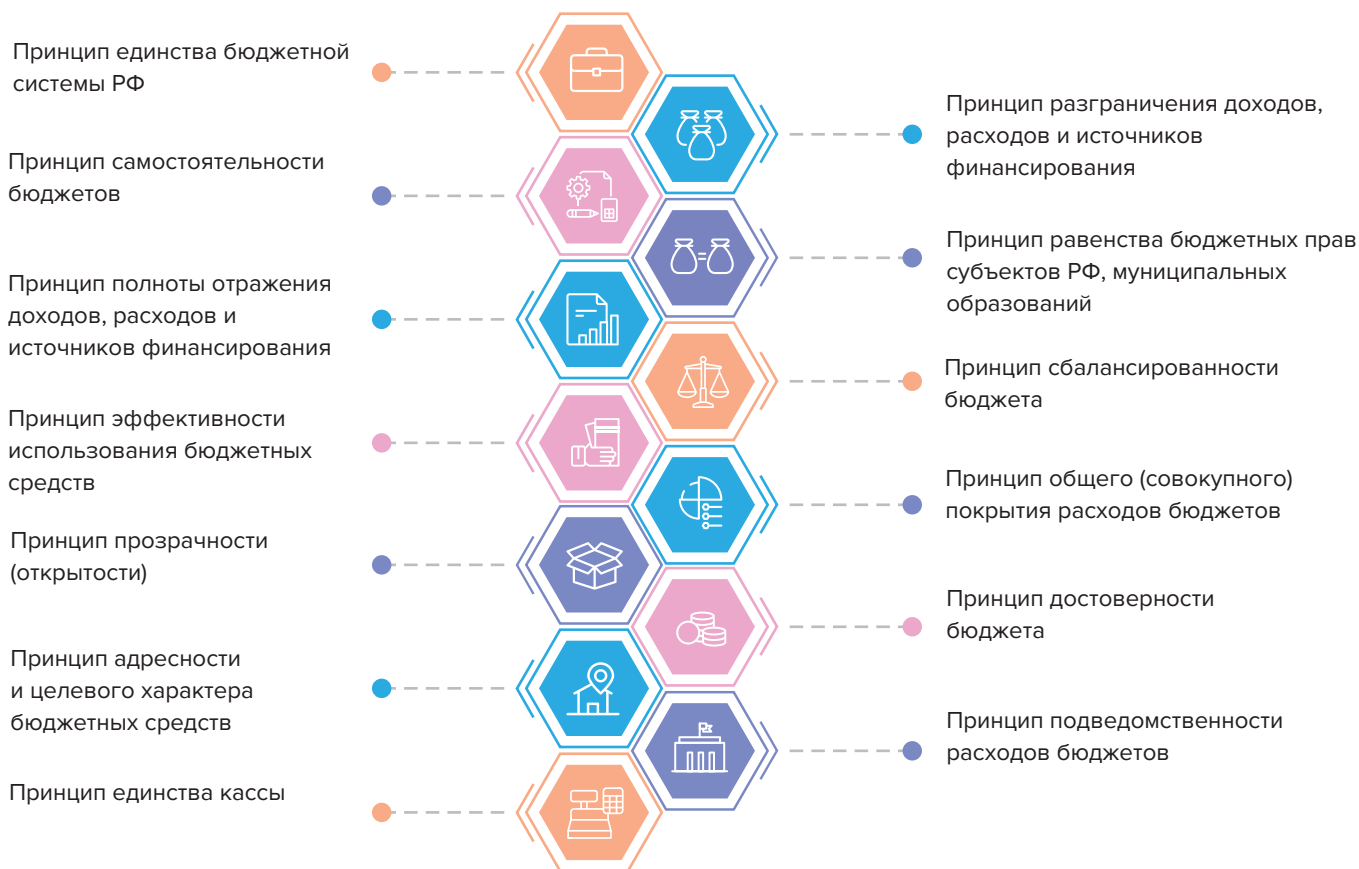 Принцип единства бюджетной
системы РФ
Принцип разграничения доходов,
расходов и источников
финансирования
Принцип самостоятельности
бюджетов
Принцип равенства бюджетных прав
субъектов РФ, муниципальных
образований
Принцип полноты отражения
доходов, расходов и
источников финансирования
Принцип сбалансированности
бюджета
Принцип эффективности
использования бюджетных
средств
Принцип общего (совокупного)
покрытия расходов бюджетов
Принцип прозрачности
(открытости)
Принцип достоверности
бюджета
Принцип адресности
и целевого характера
бюджетных средств
Принцип подведомственности
расходов бюджетов
Принцип единства кассы